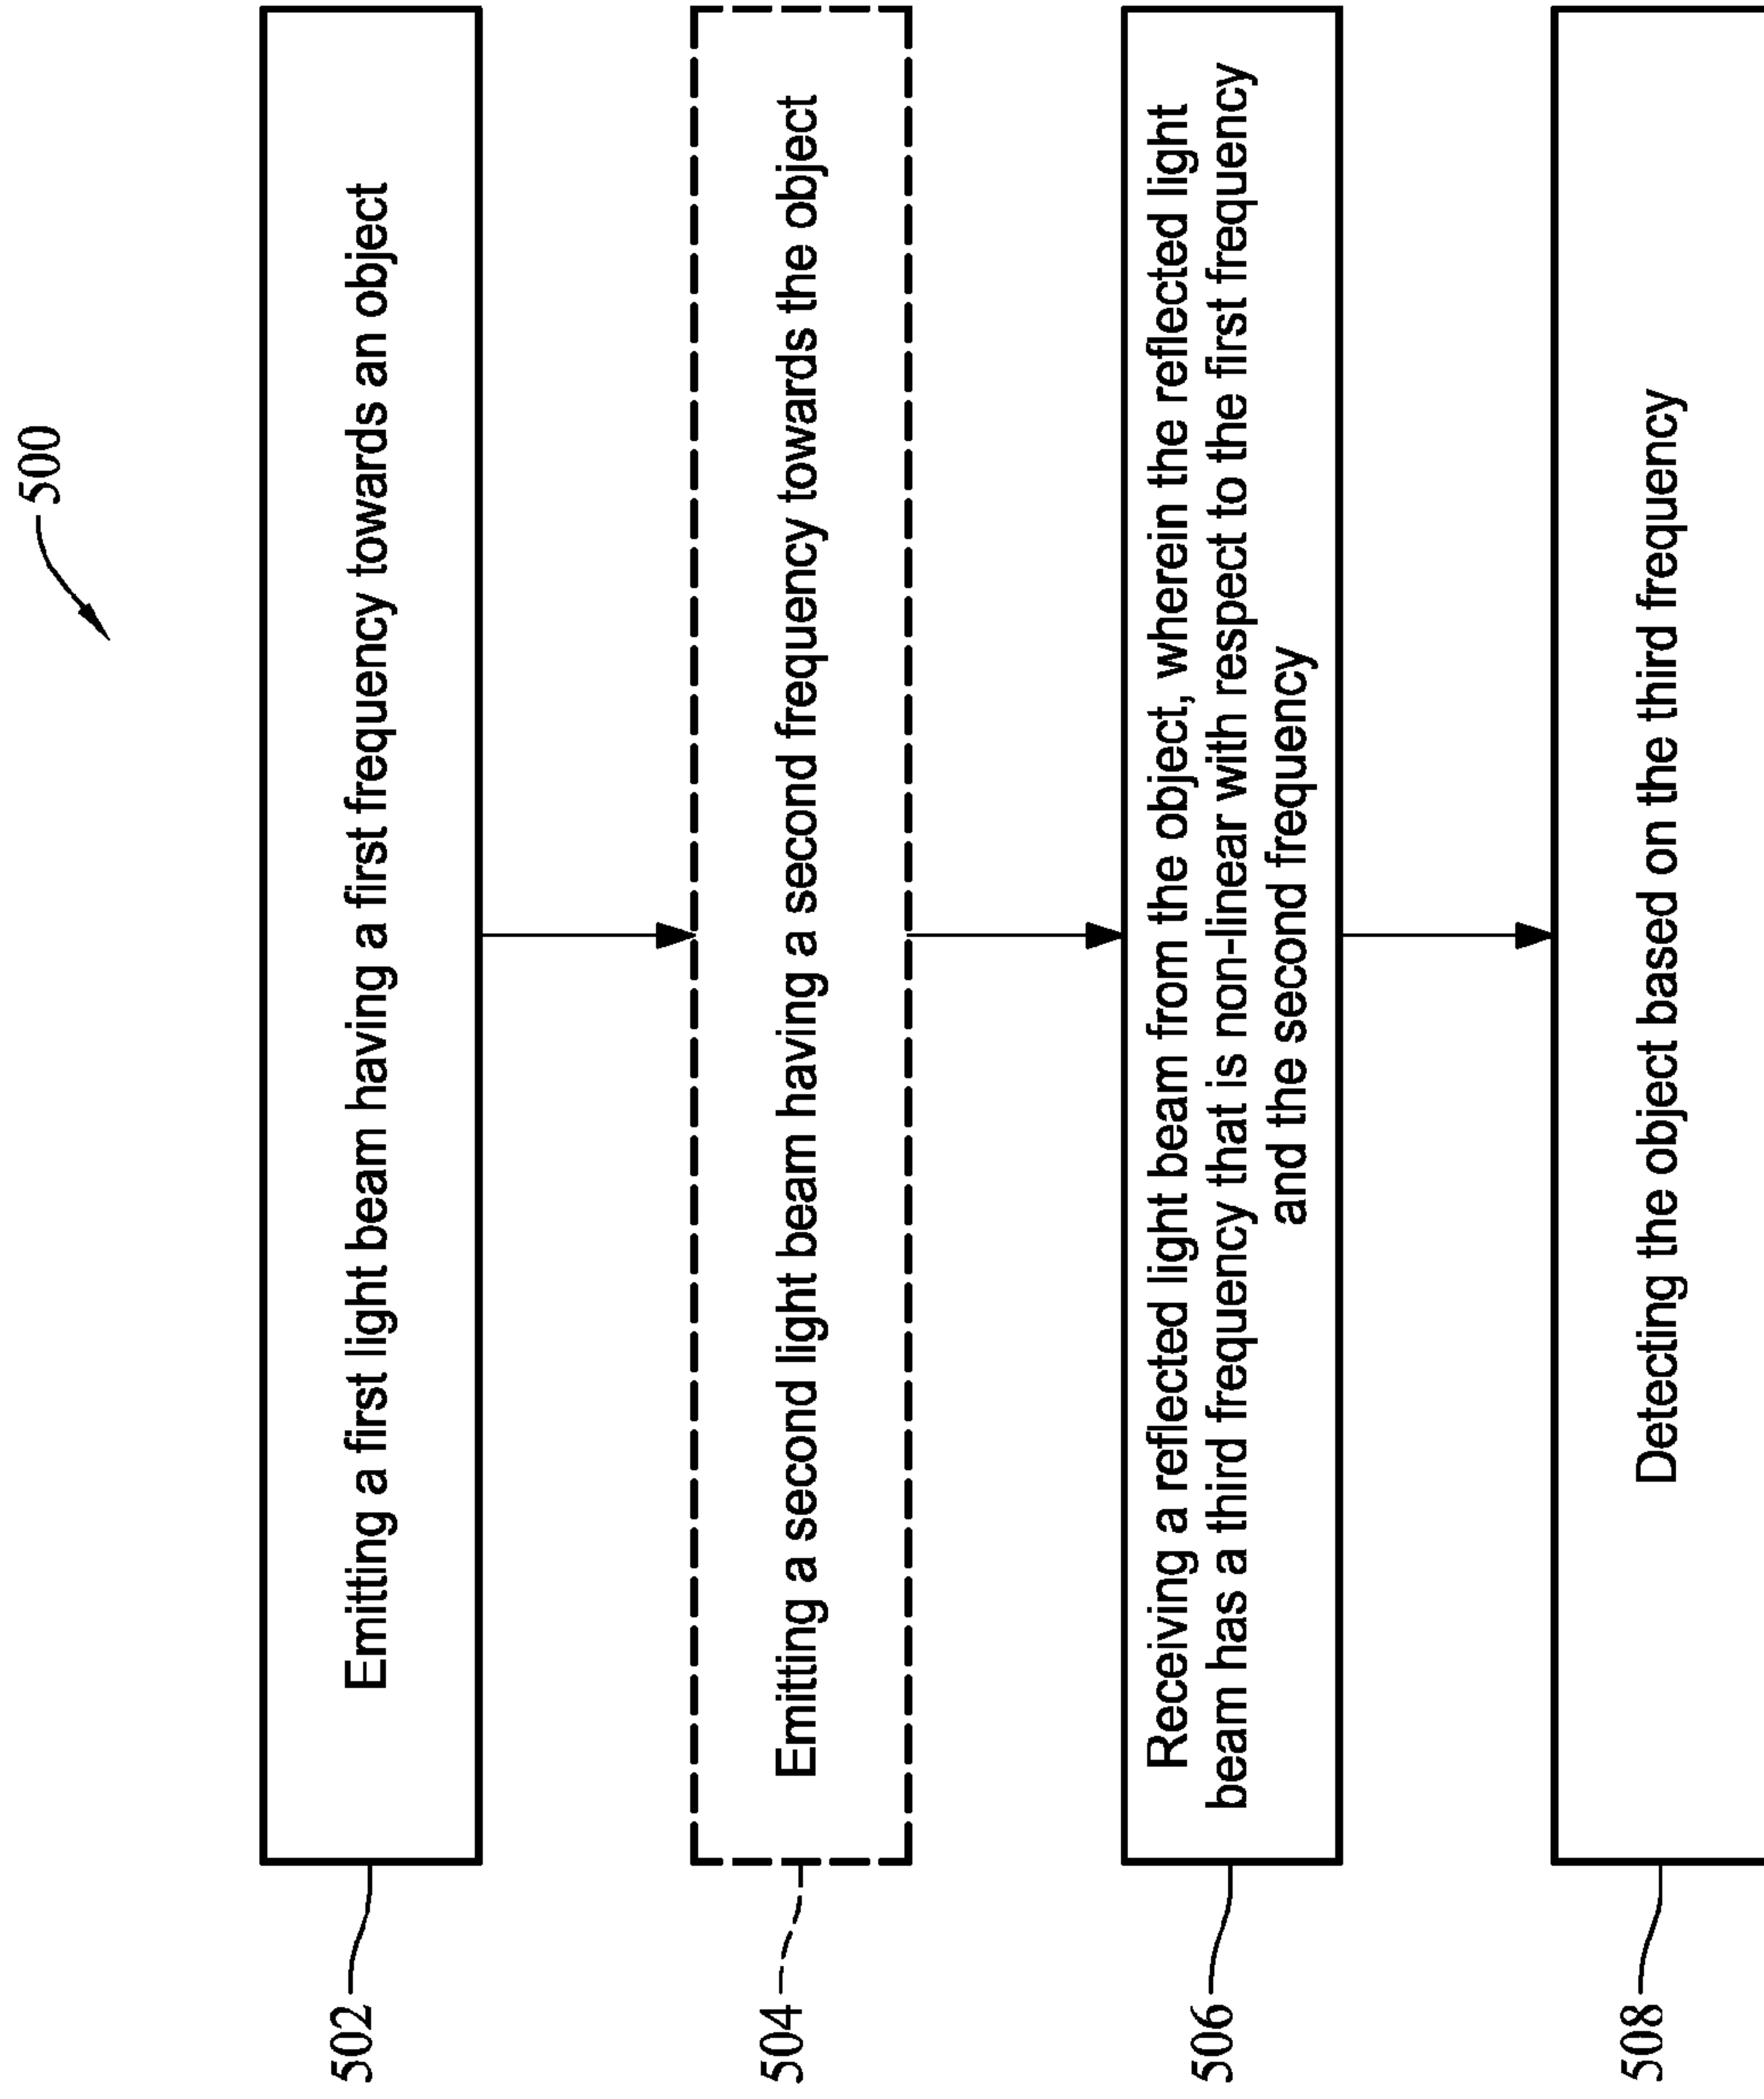 500
502
Emitting a first light beam having a first frequency towards an object
504
Emitting a second light beam having a second frequency towards the object
506
Receiving a reflected light beam from the object, wherein the reflected light
beam has a third frequency that is non-linear with respect to the first frequency
and the second frequency
508
Detecting the object based on the third frequency